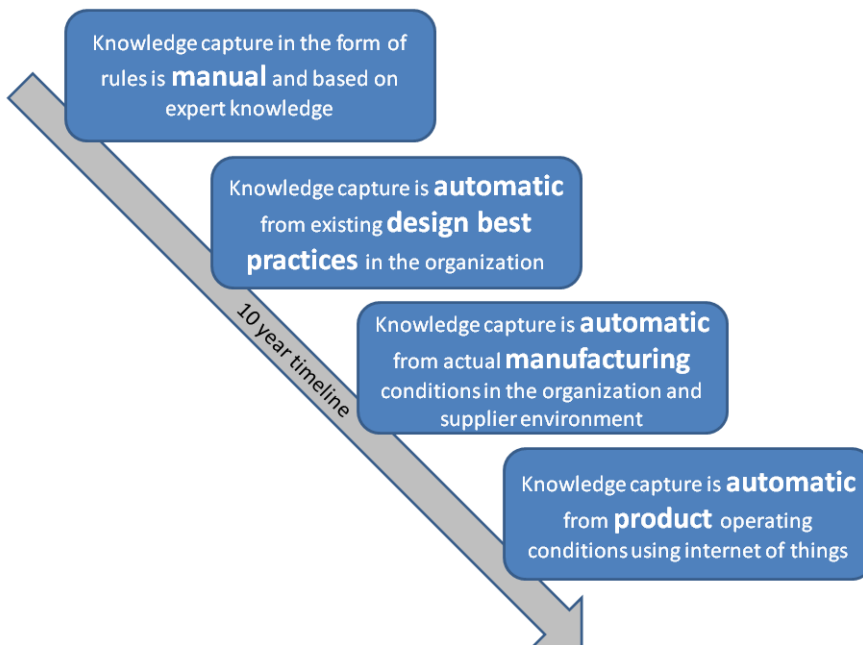 Knowledge capture in the form of
rules is manual and based on
expert knowledge
Knowledge capture is automatic
from existing design best
practices in the organization
10 year timeline
Knowledge capture is automatic
from actual manufacturing
conditions in the organization and
supplier environment
Knowledge capture is automatic
from product operating
conditions using internet of things